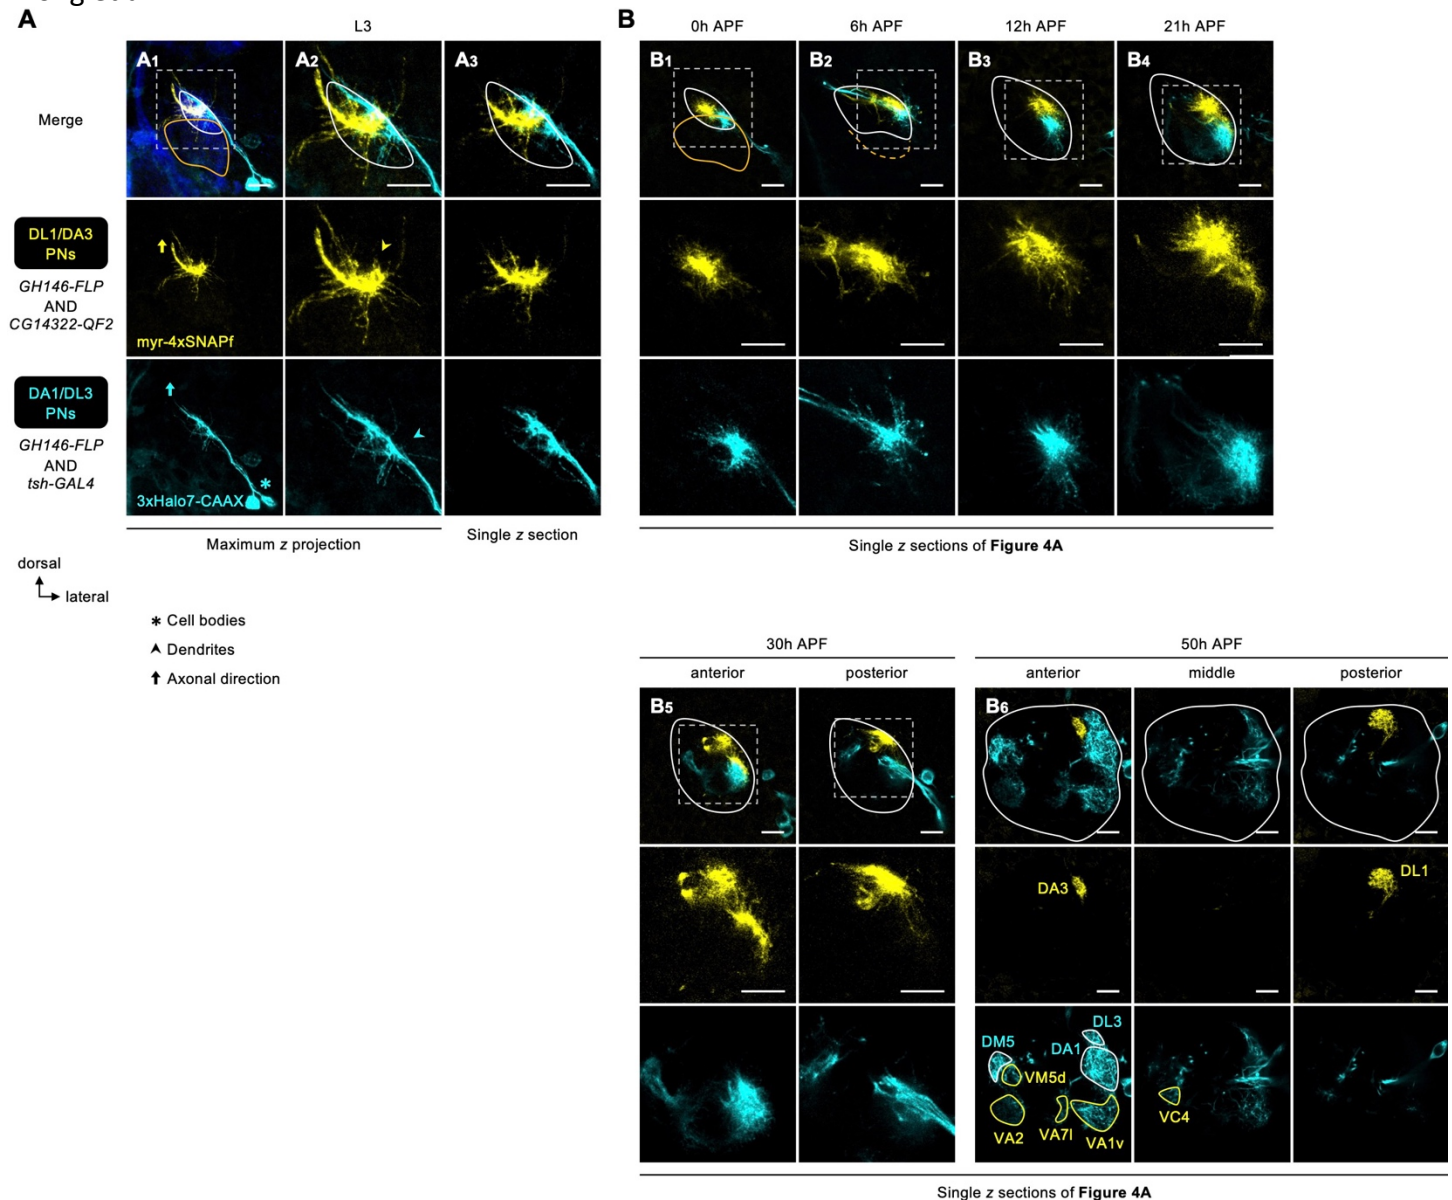 A
L3
B
0h APF
6h APF
12h APF
21h APF
A1
A2
A3
B1
B2
B3
B4
Merge
DL1/DA3
PNs
GH146-FLP
AND
CG14322-QF2
myr-4xSNAPf
DA1/DL3
PNs
GH146-FLP
AND
tsh-GAL4
3xHalo7-CAAX
*
Maximum z projection
Single z section
Single z sections of Figure 4A
dorsal
lateral
* Cell bodies
Dendrites
Axonal direction
30h APF
50h APF
anterior
posterior
anterior
middle
posterior
B5
B6
DA3
DL1
DL3
DM5
DA1
VM5d
VC4
VA2
VA7l
VA1v
Single z sections of Figure 4A